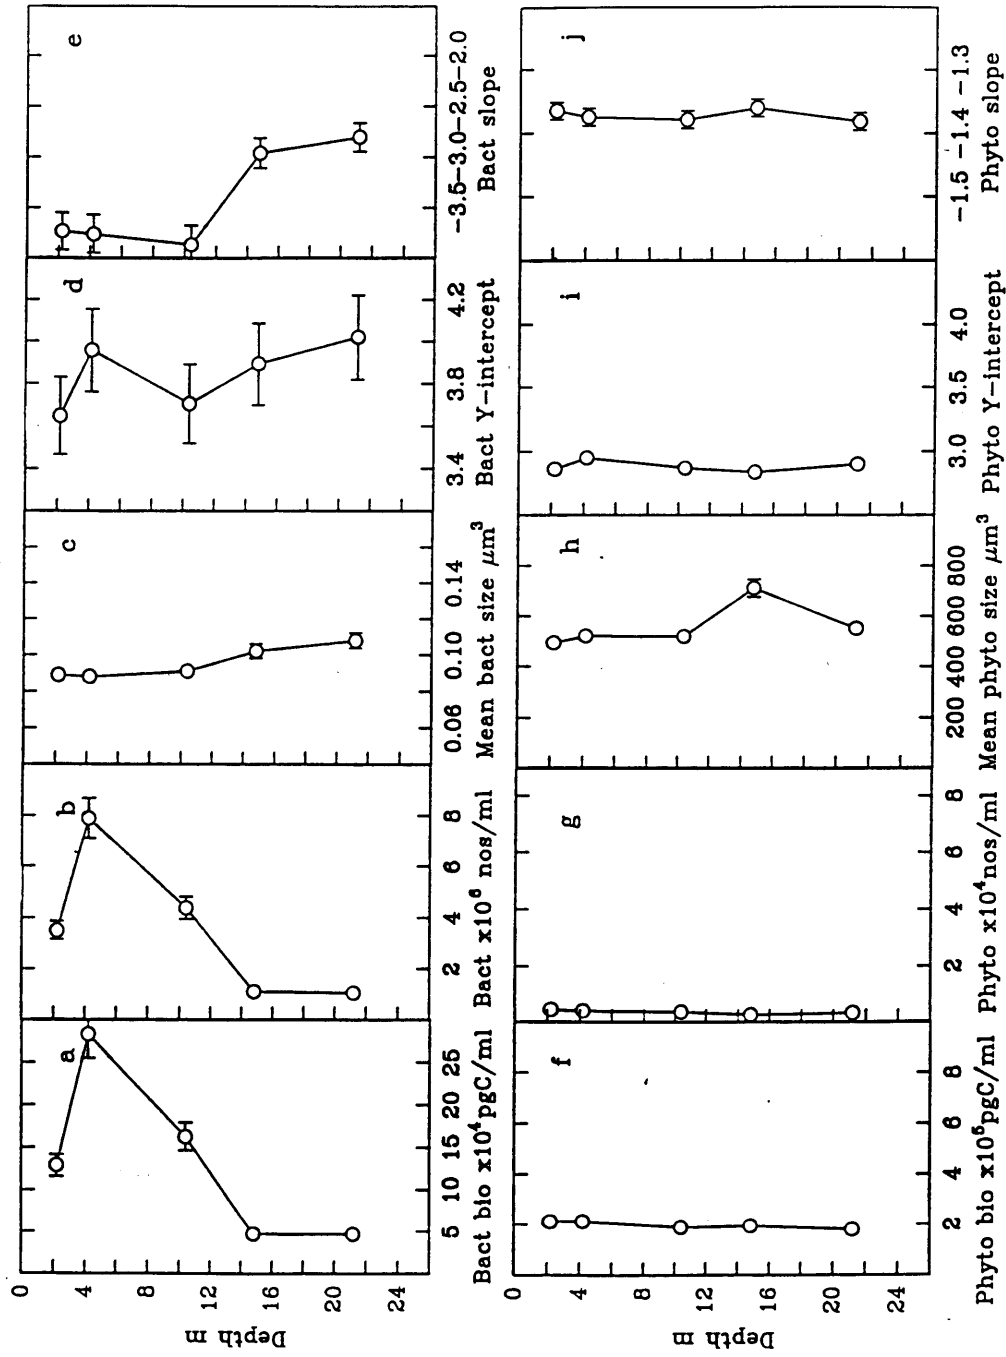 a
b
c
d
e
0
4
8
12
16
20
24
Depth m
5 10 15 20 25
2 4 6 8
0.06 0.10 0.14
3.4 3.8 4.2
−3.5−3.0−2.5−2.0
Bact bio x10⁴pgC/ml
Bact x10⁶ nos/ml
Mean bact size μm³
Bact Y−intercept
Bact slope
f
g
h
i
j
0
4
8
12
16
20
24
Depth m
2 4 6 8
2 4 6 8
200 400 600 800
3.0 3.5 4.0
−1.5 −1.4 −1.3
Phyto bio x10⁵pgC/ml
Phyto x10⁴nos/ml
Mean phyto size μm³
Phyto Y−intercept
Phyto slope